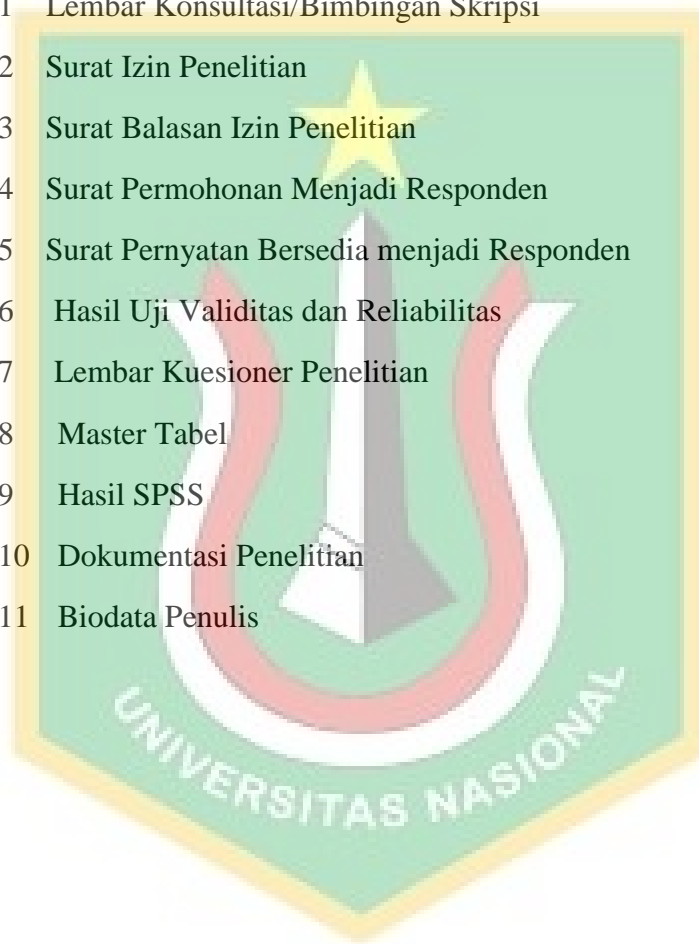 1 Lembar Konsultasi/Bimbingan Skripsi
2 Surat Izin Penelitian
3 Surat Balasan Izin Penelitian
4 Surat Permohonan Menjadi Responden
5 Surat Pernyatan Bersedia menjadi Responden
6 Hasil Uji Validitas dan Reliabilitas
7 Lembar Kuesioner Penelitian
8 Master Tabel
9 Hasil SPSS
10 Dokumentasi Penelitian
11 Biodata Penulis
UNIVERSITAS NASIONAL